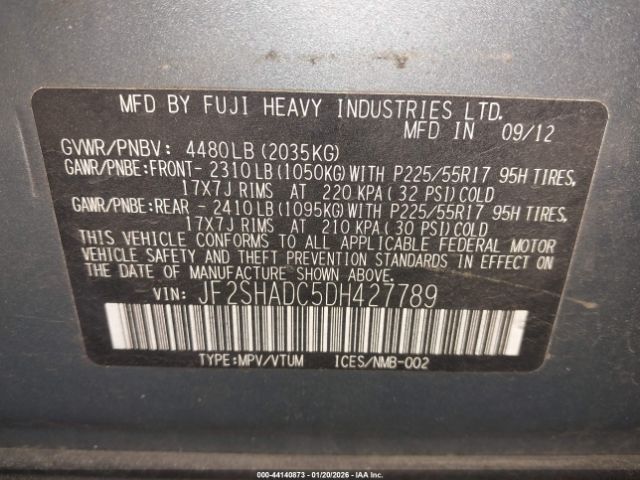 MFD BY FUJI HEAVY INDUSTRIES LTD.
MFD IN 09/12
GVWR/PNBV: 4480LB(2035KG)
GAWR/PNBE:FRONT- 2310LB(1050KG)WITH P225/55R17 95H TIRES,
17X7J RIMS AT 220 KPA(32 PSI)COLD
GAWR/PNBE:REAR - 2410LB(1095KG)WITH P225/55R17 95H TIRES,
17X7J RIMS AT 210 KPA(30 PSI)COLD
THIS VEHICLE CONFORMS TO ALL APPLICABLE FEDERAL MOTOR
VEHICLE SAFETY AND THEFT PREVENTION STANDARDS IN EFFECT ON
THE DATE OF MANUFACTURE SHOWN ABOVE.
VIN: JF2SHADC5DH427789
TYPE:MPV/VTUM ICES/NMB-002
000-44140873 - 01/20/2026 - IAA Inc.